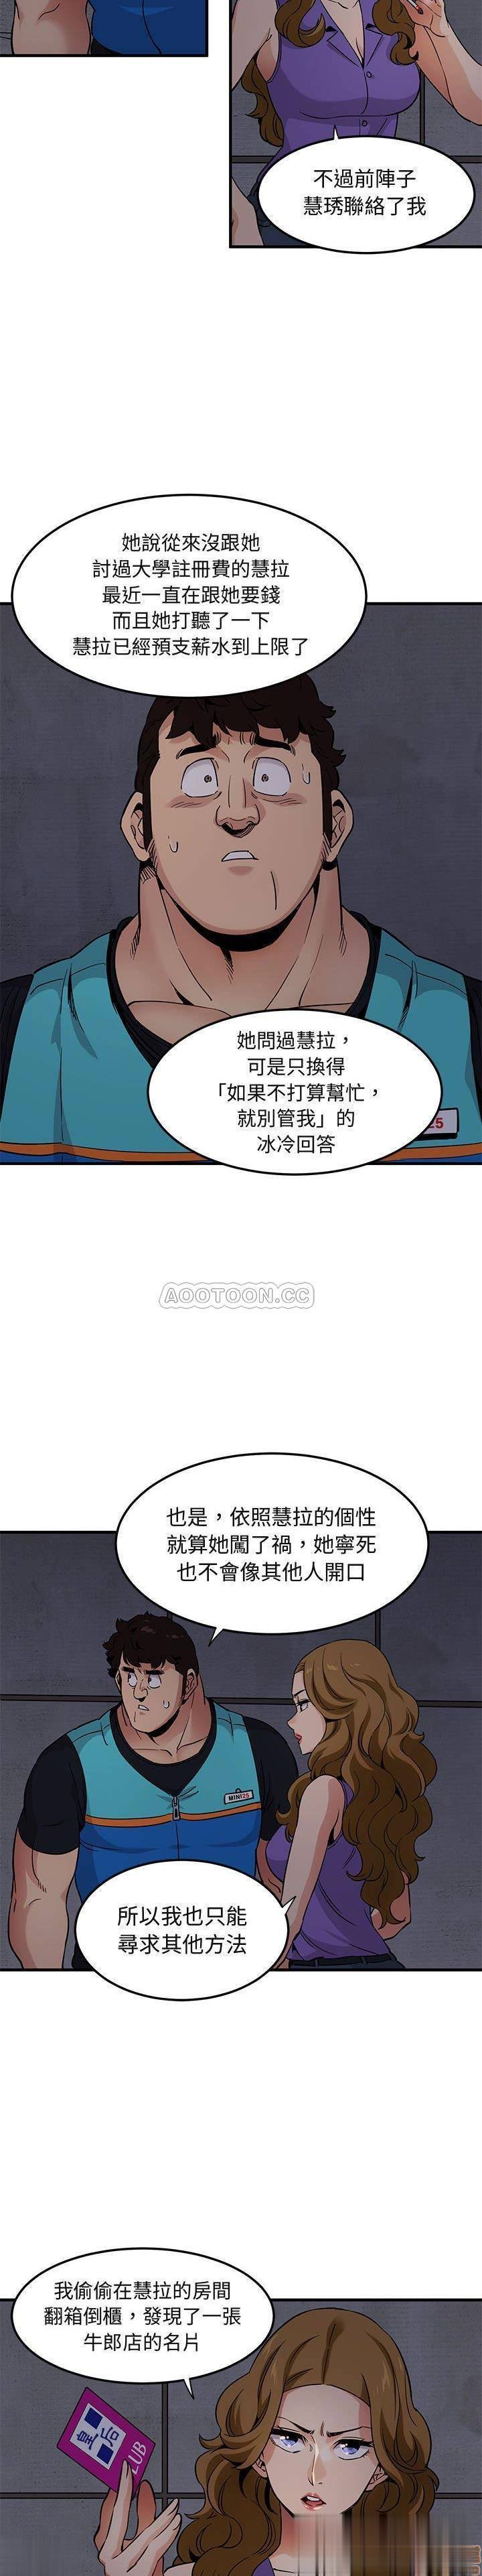 不過前陣子
慧琇聯絡了我
她說從來沒跟她
討過大學註冊費的慧拉
最近一直在跟她要錢
而且她打聽了一下
慧拉已經預支薪水到上限了
她問過慧拉，
可是只換得
「如果不打算幫忙，
就別管我」的
冰冷回答
25
AOOTOON.CC
也是，依照慧拉的個性
就算她闖了禍，她寧死
也不會像其他人開口
MINI25
所以我也只能
尋求其他方法
我偷偷在慧拉的房間
翻箱倒櫃，發現了一張
牛郎店的名片
皇后
LUB